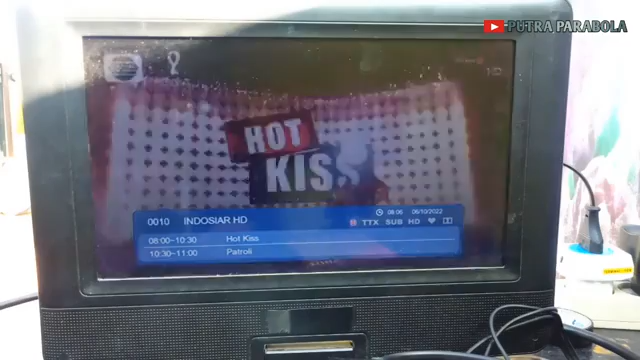 PUTRA PARABOLA
HOT
KISS
08:06 06/10/2022
0010 INDOSIAR HD
TTX SUB HD
08:00~10:30 Hot Kiss
10:30~11:00 Patroli